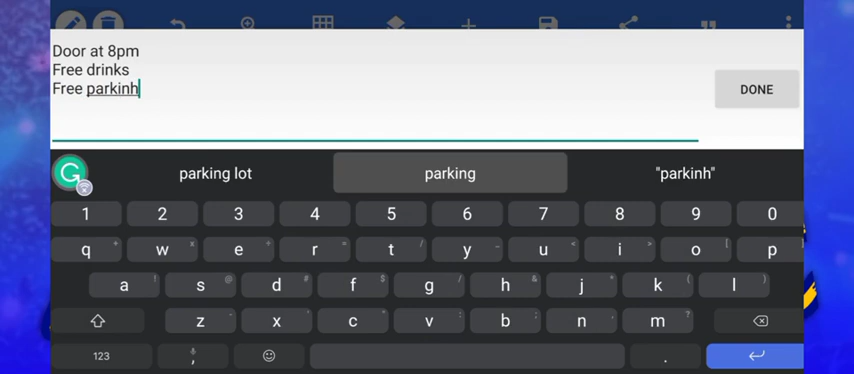 Door at 8pm
Free drinks
Free parkinh
DONE
parking lot
parking
"parkinh"
1 2 3 4 5 6 7 8 9 0
q w e r t y u i o p
a s d f g h j k l
z x c v b n m
123 , .